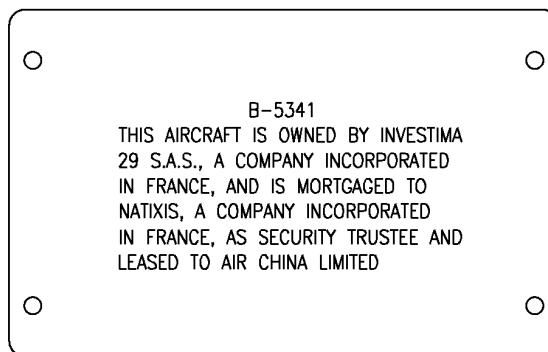 B-5341
THIS AIRCRAFT IS OWNED BY INVESTIMA
29 S.A.S., A COMPANY INCORPORATED
IN FRANCE, AND IS MORTGAGED TO
NATIXIS, A COMPANY INCORPORATED
IN FRANCE, AS SECURITY TRUSTEE AND
LEASED TO AIR CHINA LIMITED